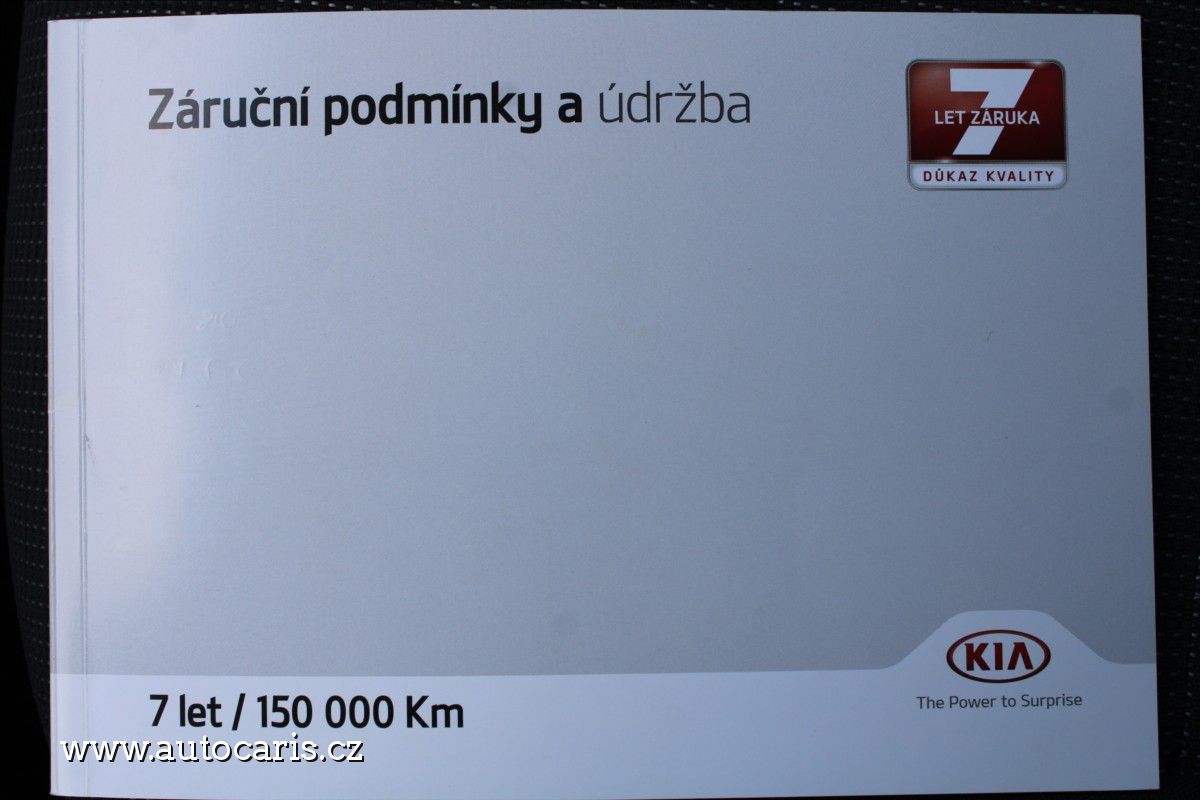 Záruční podmínky a údržba
7
LET ZÁRUKA
DŮKAZ KVALITY
KIA
The Power to Surprise
7 let / 150 000 Km
www.autocaris.cz